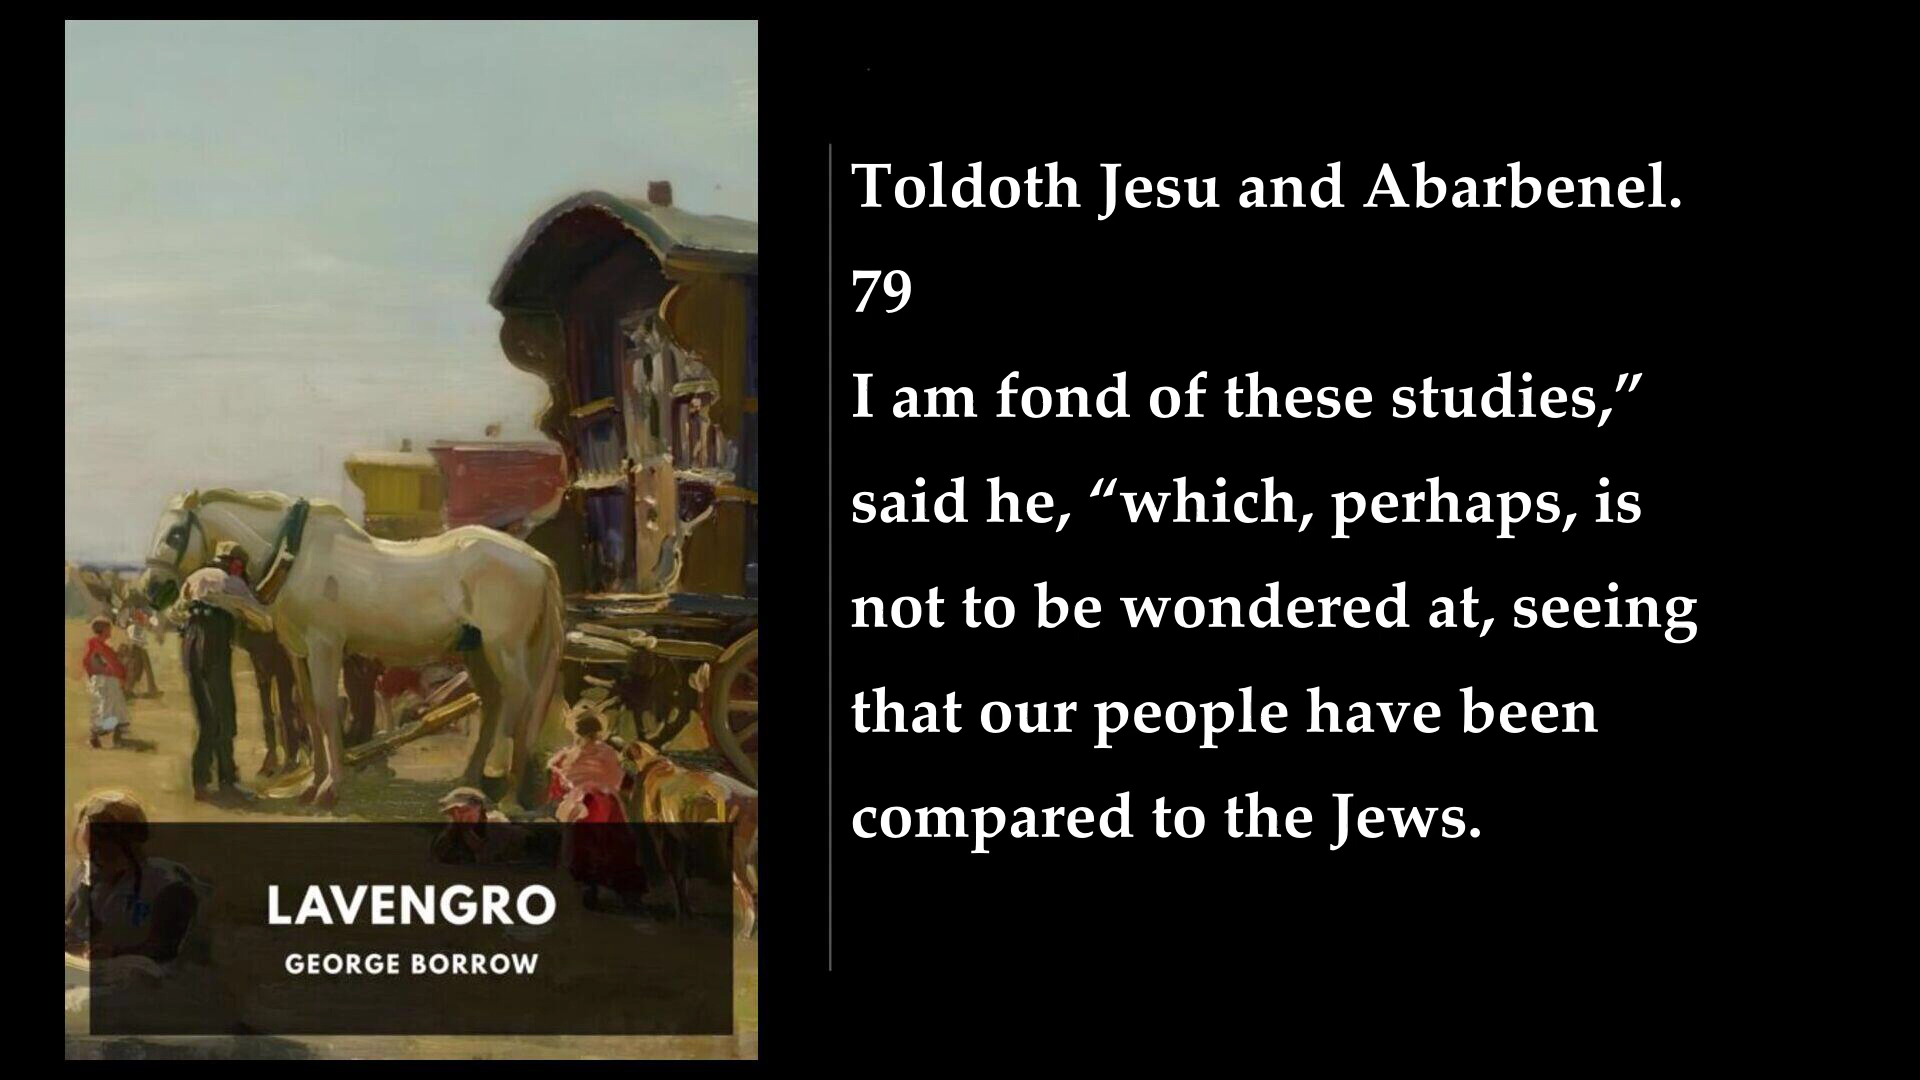 Toldoth Jesu and Abarbenel.
79
I am fond of these studies,”
said he, “which, perhaps, is
not to be wondered at, seeing
that our people have been
compared to the Jews.
LAVENGRO
GEORGE BORROW